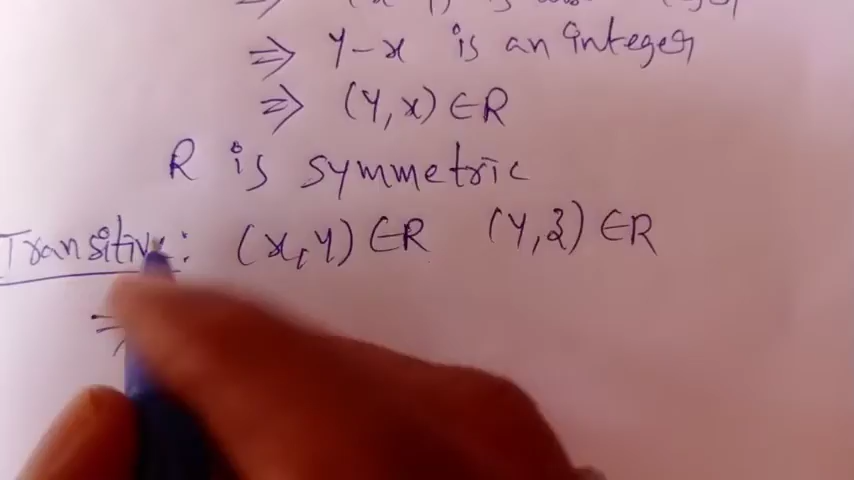 ⇒ y-x is an integer
⇒ (y,x) ∈ R
R is symmetric
Transitive: (x,y) ∈ R (y,z) ∈ R